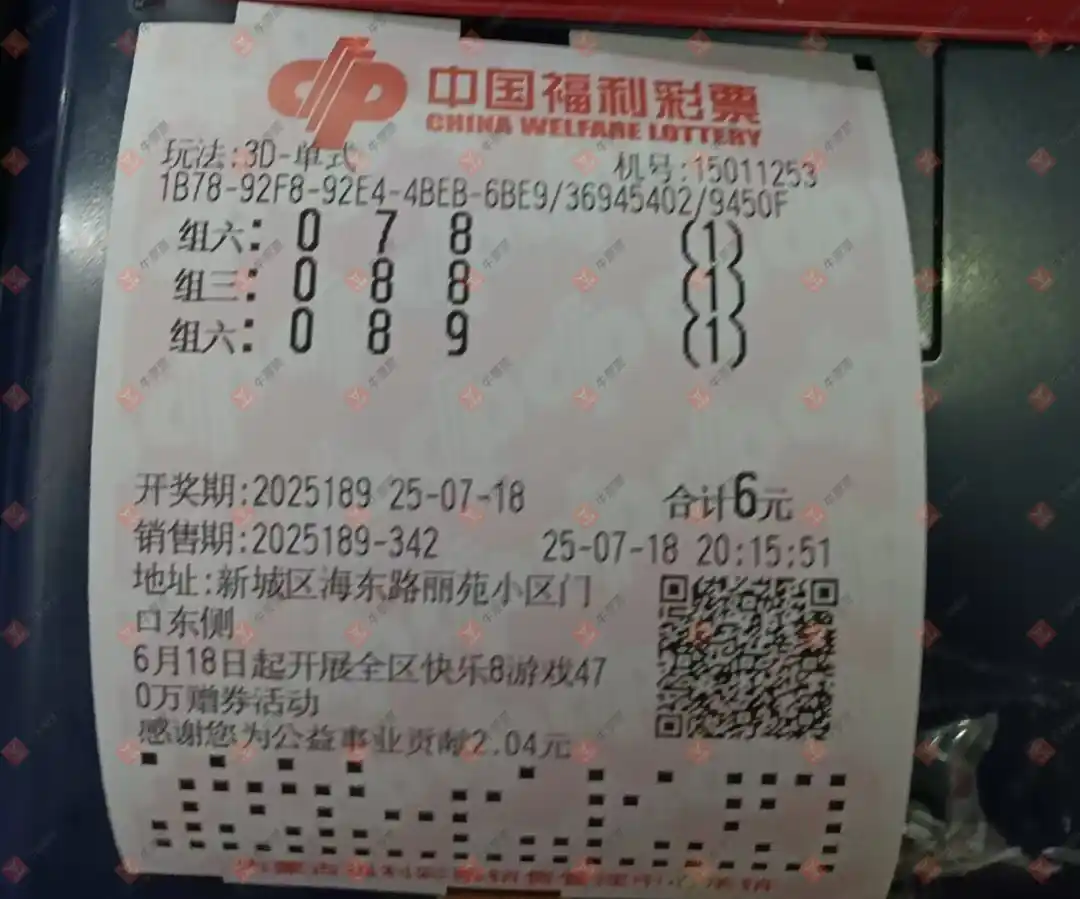 中国福利彩票
CHINA WELFARE LOTTERY
玩法:3D-单式 机号:15011253
1B78-92F8-92E4-4BEB-6BE9/36945402/9450F
组六: 0 7 8 (1)
组三: 0 8 8 (1)
组六: 0 8 9 (1)
开奖期:2025189 25-07-18 合计6元
销售期:2025189-342 25-07-18 20:15:51
地址:新城区海东路丽苑小区门
口东侧
6月18日起开展全区快乐8游戏47
0万赠券活动
感谢您为公益事业贡献2.04元